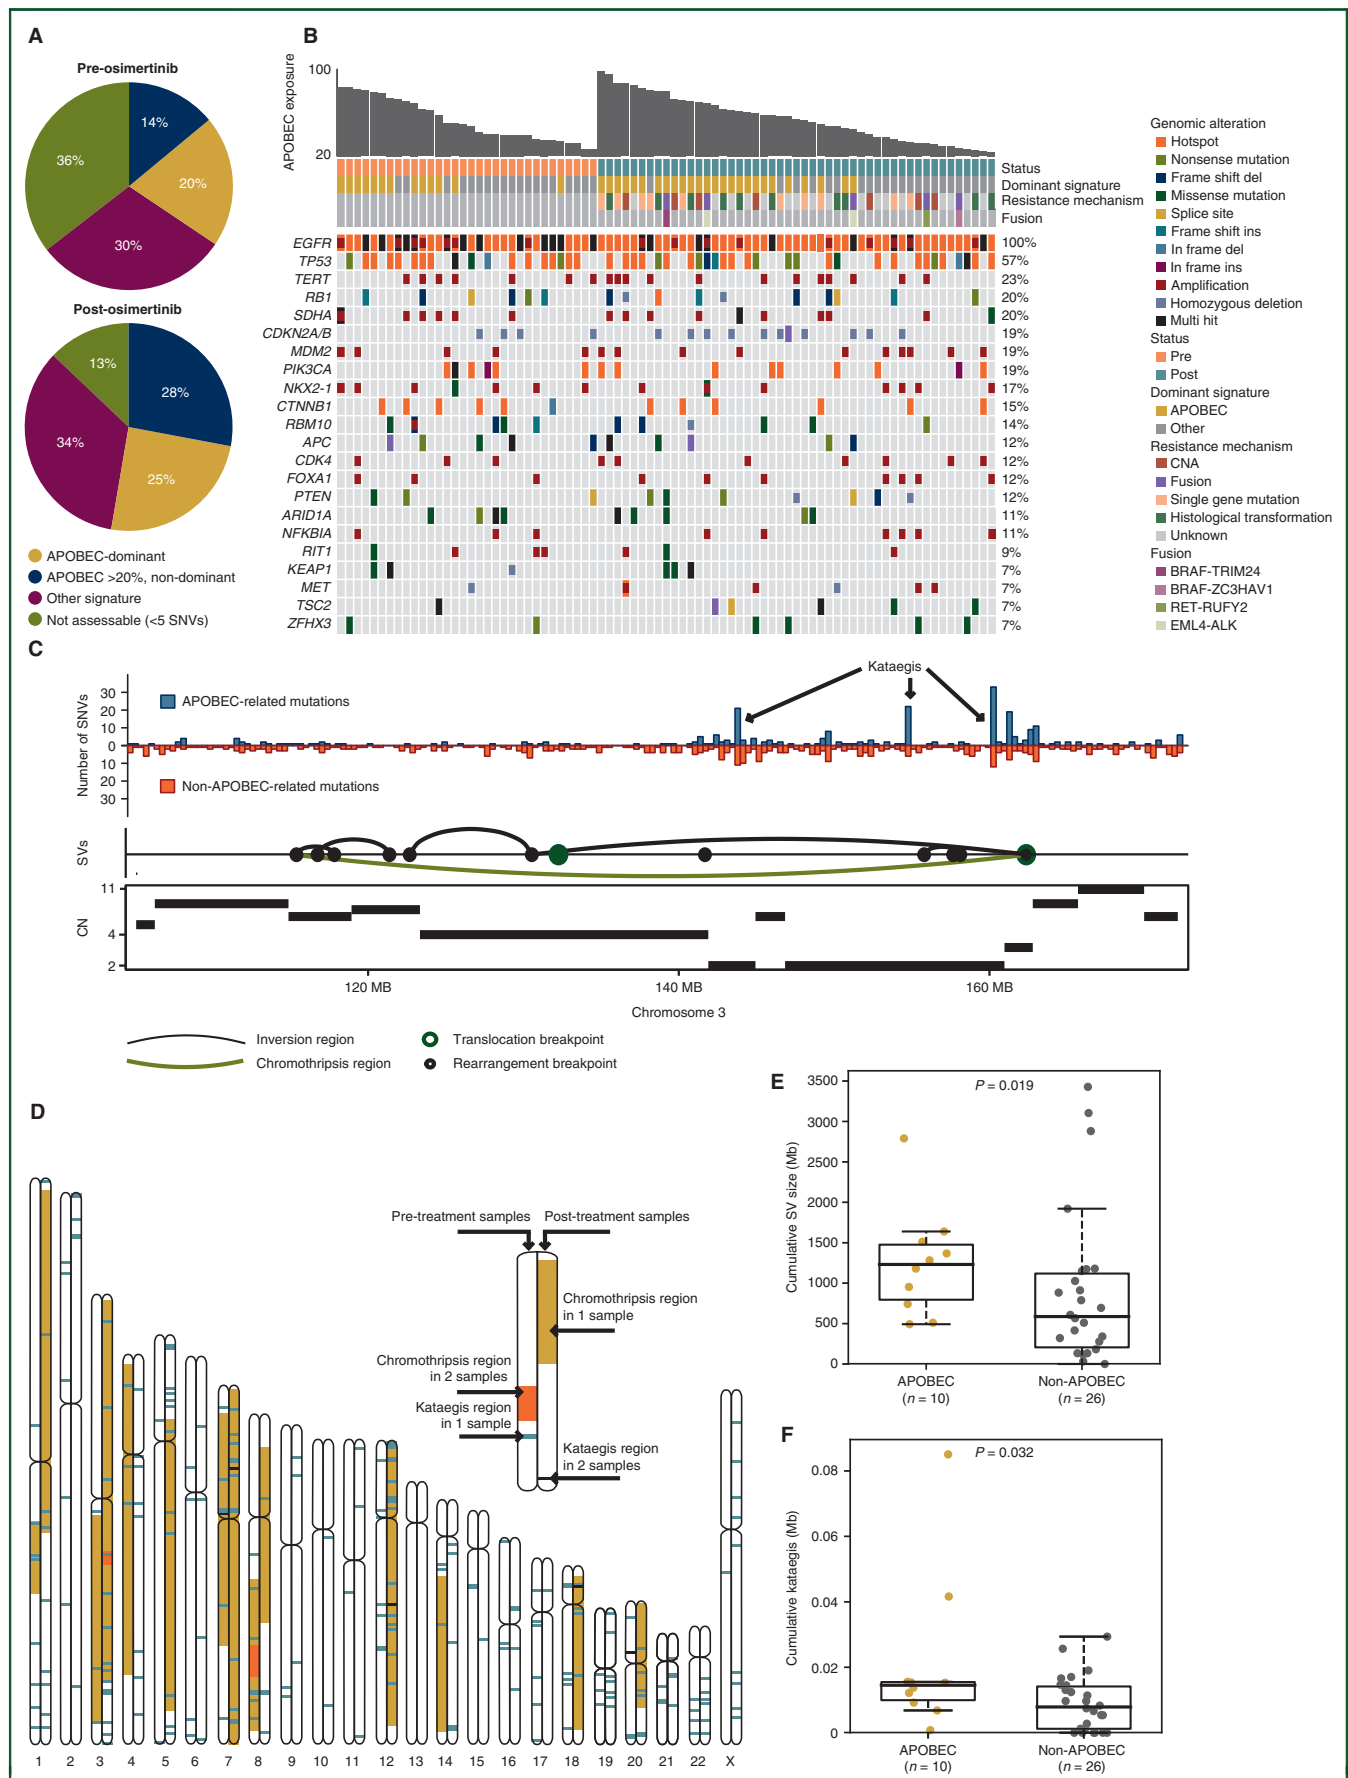 A
Pre-osimertinib
14%
20%
30%
36%
Post-osimertinib
13%
28%
34%
25%
APOBEC-dominant
APOBEC >20%, non-dominant
Other signature
Not assessable (<5 SNVs)
B
APOBEC exposure
100
20
Status
Dominant signature
Resistance mechanism
Fusion
EGFR 100%
TP53 57%
TERT 23%
RB1 20%
SDHA 20%
CDKN2A/B 19%
MDM2 19%
PIK3CA 19%
NKX2-1 17%
CTNNB1 15%
RBM10 14%
APC 12%
CDK4 12%
FOXA1 12%
PTEN 12%
ARID1A 11%
NFKBIA 11%
RIT1 9%
KEAP1 7%
MET 7%
TSC2 7%
ZFHX3 7%
Genomic alteration
Hotspot
Nonsense mutation
Frame shift del
Missense mutation
Splice site
Frame shift ins
In frame del
In frame ins
Amplification
Homozygous deletion
Multi hit
Status
Pre
Post
Dominant signature
APOBEC
Other
Resistance mechanism
CNA
Fusion
Single gene mutation
Histological transformation
Unknown
Fusion
BRAF-TRIM24
BRAF-ZC3HAV1
RET-RUFY2
EML4-ALK
C
Kataegis
Number of SNVs
30
20
10
0
10
20
30
APOBEC-related mutations
Non-APOBEC-related mutations
SVs
CN
11
4
2
120 MB 140 MB 160 MB
Chromosome 3
Inversion region
Chromothripsis region
Translocation breakpoint
Rearrangement breakpoint
D
Pre-treatment samples Post-treatment samples
Chromothripsis region
in 1 sample
Chromothripsis region
in 2 samples
Kataegis region
in 1 sample
Kataegis region
in 2 samples
1 2 3 4 5 6 7 8 9 10 11 12 13 14 15 16 17 18 19 20 21 22 X
E
P = 0.019
Cumulative SV size (Mb)
3500
3000
2500
2000
1500
1000
500
0
APOBEC
(n = 10)
Non-APOBEC
(n = 26)
F
P = 0.032
Cumulative kataegis (Mb)
0.08
0.06
0.04
0.02
0
APOBEC
(n = 10)
Non-APOBEC
(n = 26)